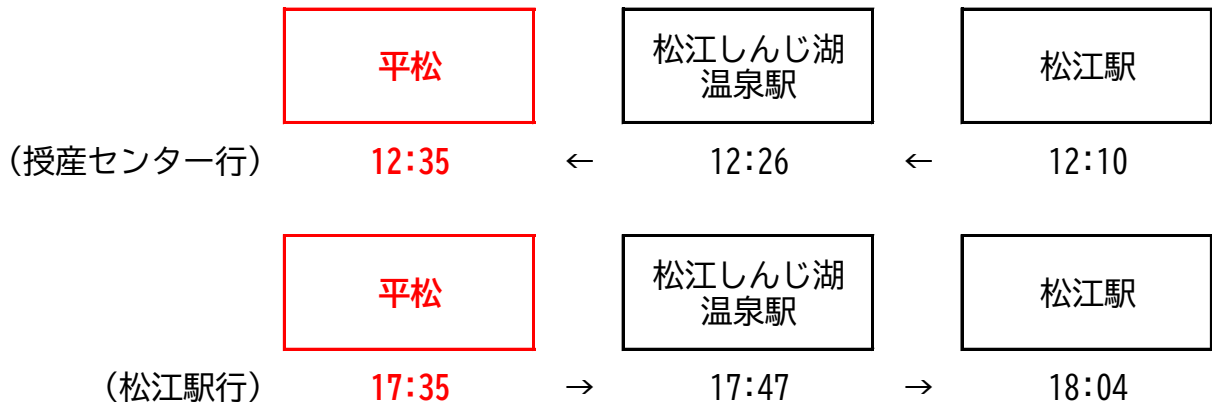 平松
松江しんじ湖
温泉駅
松江駅
(授産センター行) 12:35 ← 12:26 ← 12:10
平松
松江しんじ湖
温泉駅
松江駅
(松江駅行) 17:35 → 17:47 → 18:04